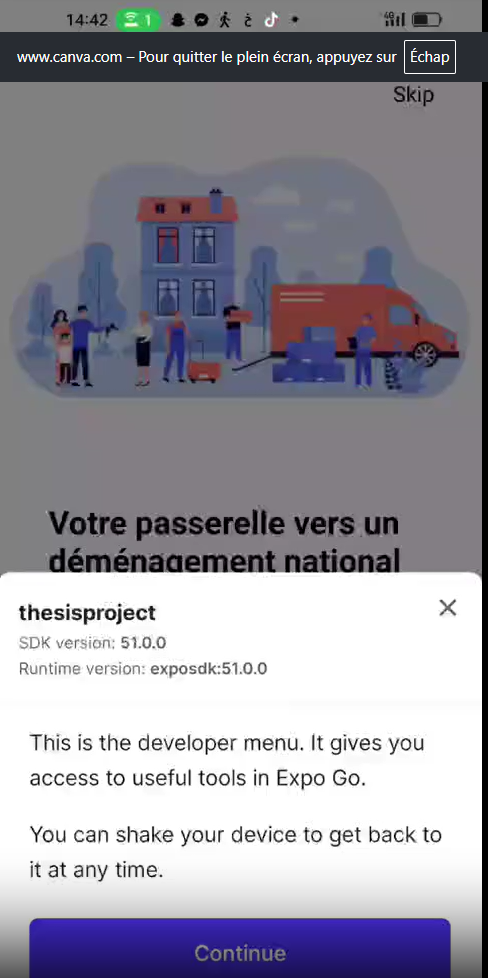 14:42 1 4G
www.canva.com – Pour quitter le plein écran, appuyez sur Échap
Skip
Votre passerelle vers un
déménagement national
thesisproject
SDK version: 51.0.0
Runtime version: exposdk:51.0.0
This is the developer menu. It gives you
access to useful tools in Expo Go.
You can shake your device to get back to
it at any time.
Continue